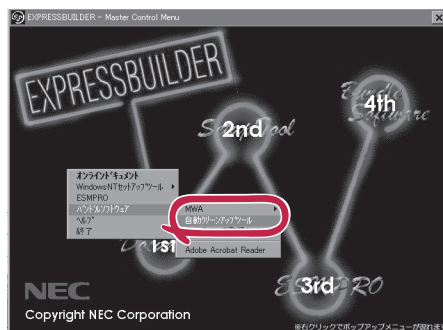 EXPRESSBUILDER - Master Control Menu
EXPRESSBUILDER
Bundle Software
4th
Setup Tool
2nd
オンラインドキュメント
WindowsNTセットアップツール
ESMPRO
バンドルソフトウェア
ヘルプ
終了
MWA
自動クリーンアップツール
Adobe Acrobat Reader
1st
ESMPRO
3rd
NEC
Copyright NEC Corporation
※右クリックでポップアップメニューが現れます